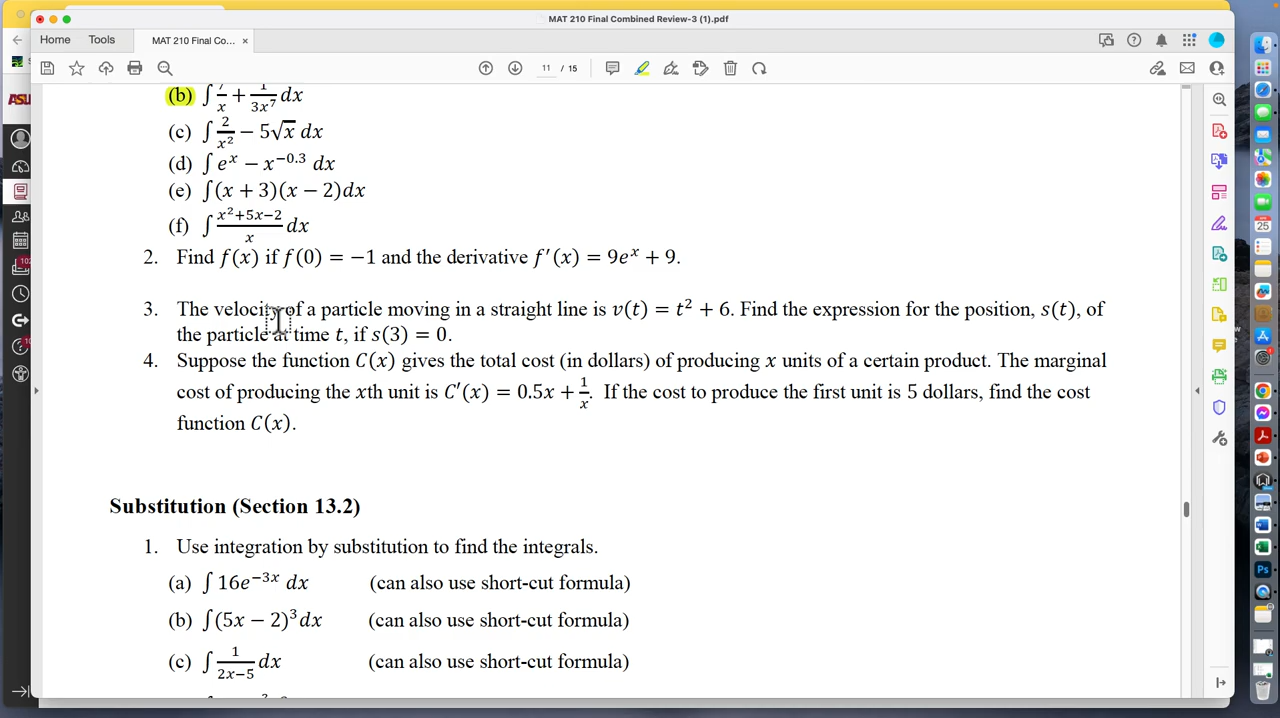 MAT 210 Final Combined Review-3 (1).pdf
Home Tools MAT 210 Final Co... ×
11 / 15
(b) ∫ 7/x + 1/(3x⁷) dx
(c) ∫ 2/x² − 5√x dx
(d) ∫ eˣ − x^(−0.3) dx
(e) ∫(x + 3)(x − 2)dx
(f) ∫ (x²+5x−2)/x dx
2. Find f(x) if f(0) = −1 and the derivative f′(x) = 9eˣ + 9.
3. The velocity of a particle moving in a straight line is v(t) = t² + 6. Find the expression for the position, s(t), of
the particle at time t, if s(3) = 0.
4. Suppose the function C(x) gives the total cost (in dollars) of producing x units of a certain product. The marginal
cost of producing the xth unit is C′(x) = 0.5x + 1/x. If the cost to produce the first unit is 5 dollars, find the cost
function C(x).
Substitution (Section 13.2)
1. Use integration by substitution to find the integrals.
(a) ∫ 16e^(−3x) dx (can also use short-cut formula)
(b) ∫(5x − 2)³dx (can also use short-cut formula)
(c) ∫ 1/(2x−5) dx (can also use short-cut formula)